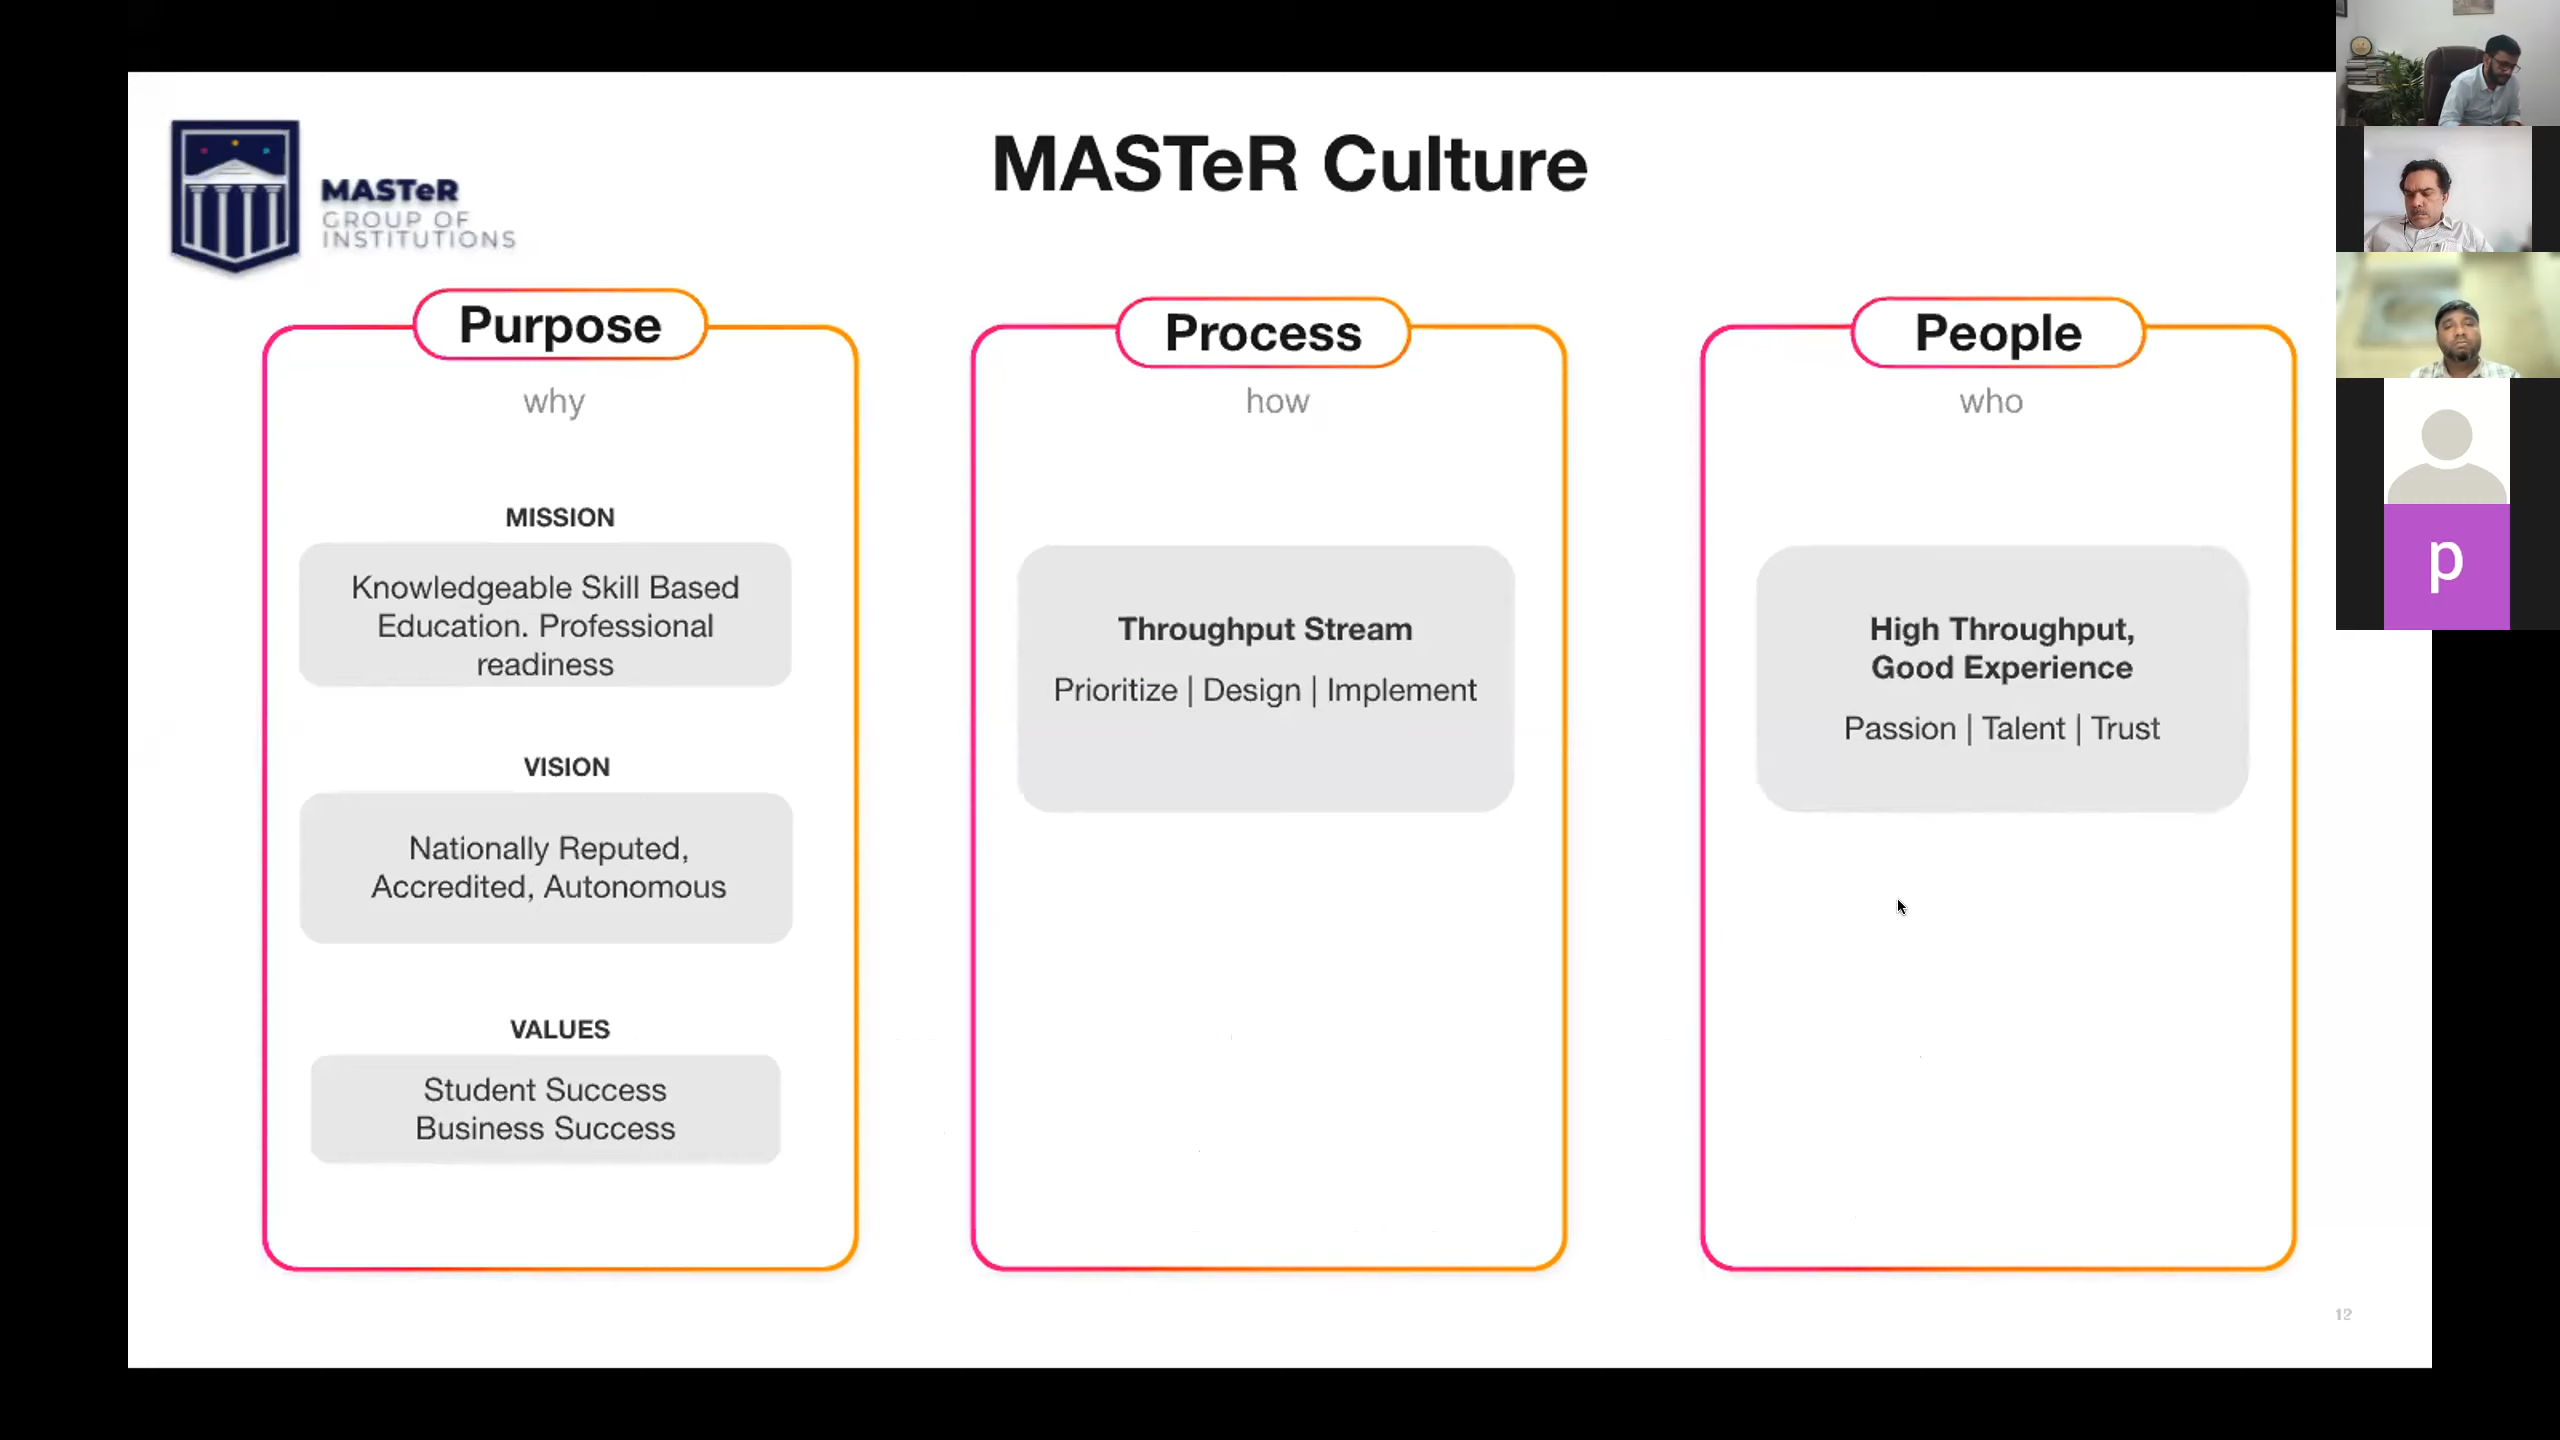 MASTeR
GROUP OF
INSTITUTIONS
MASTeR Culture
Purpose
why
MISSION
Knowledgeable Skill Based
Education. Professional
readiness
VISION
Nationally Reputed,
Accredited, Autonomous
VALUES
Student Success
Business Success
Process
how
Throughput Stream
Prioritize | Design | Implement
People
who
High Throughput,
Good Experience
Passion | Talent | Trust
p
12